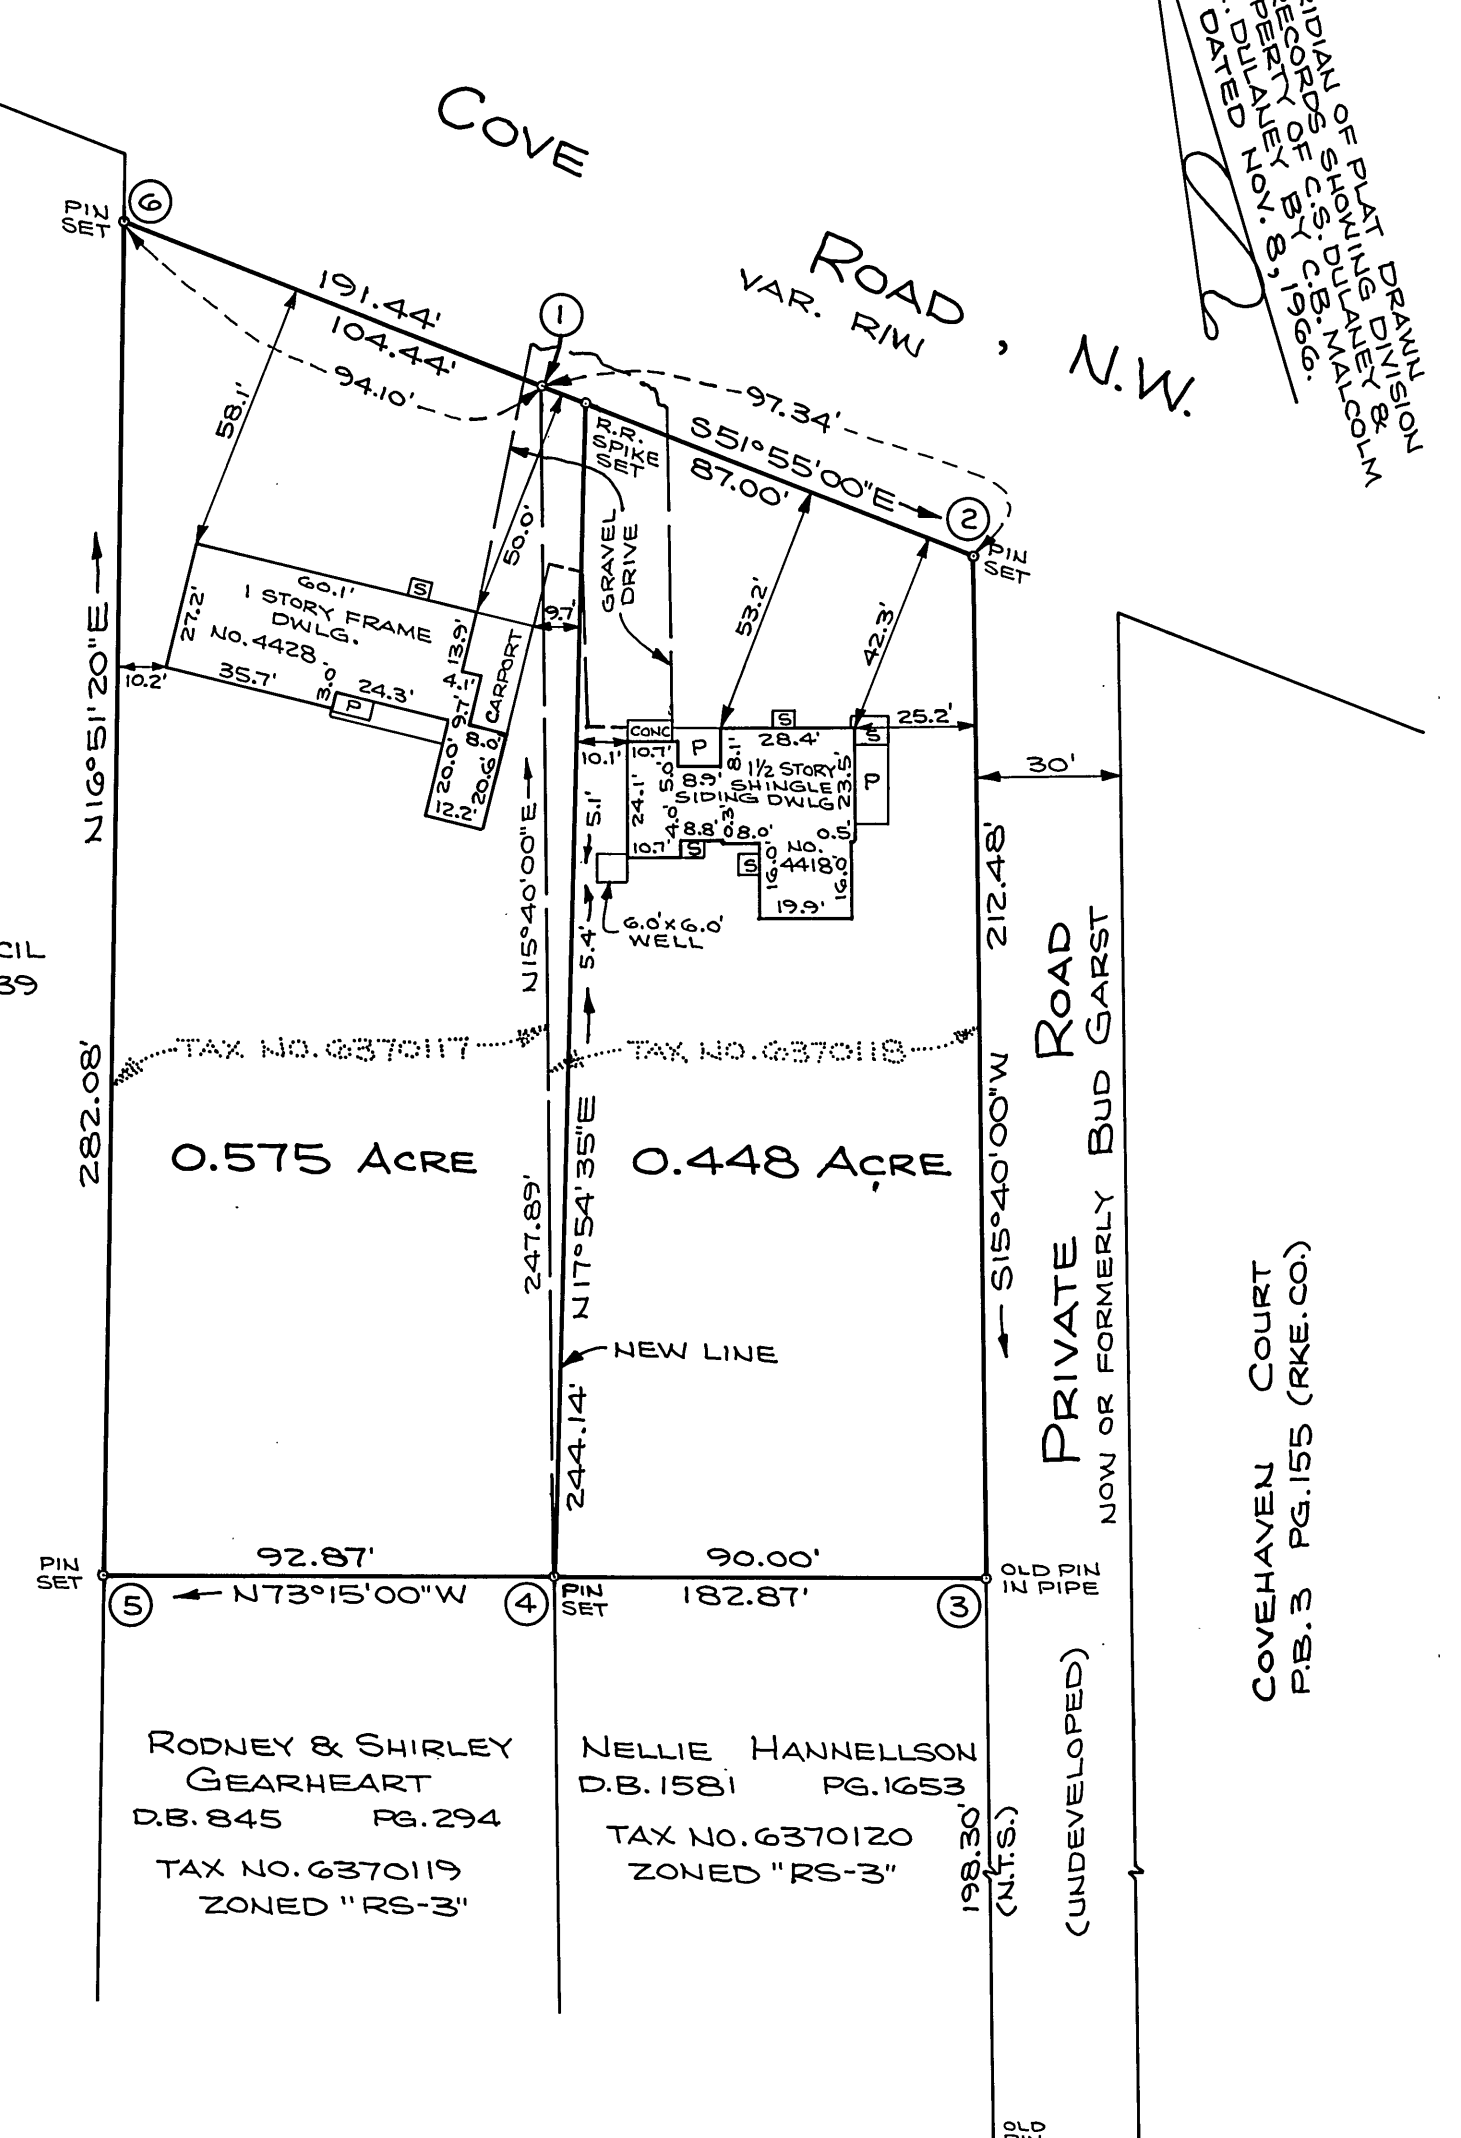 RIDIAN OF PLAT DRAWN
RECORDS SHOWING DIVISION
PERTY OF C.S. DULANEY &
. DULANEY BY C.B. MALCOLM
DATED NOV. 8, 1966.
COVE
ROAD, N.W.
VAR. R/W
PIN
SET
6
191.44'
104.44'
94.10'
1
97.34'
S51°55'00"E
87.00'
2
PIN
SET
R.R.
SPIKE
SET
58.1'
50.0'
GRAVEL
DRIVE
53.2'
42.3'
N16°51'20"E
282.08'
60.1'
S
1 STORY FRAME
DWLG.
NO. 4428
27.2'
10.2'
35.7'
3.0'
24.3'
P
13.9'
4.1'
9.7'
8.0'
CARPORT
9.7'
20.0'
20.6'
12.2'
CONC
10.7'
P
5.0'
8.9'
8.1'
28.4'
S
S
25.2'
P
10.1'
24.1'
1½ STORY
SHINGLE
SIDING DWLG
23.5'
4.0'
8.8'
0.3'
8.0'
0.5'
NO.
4418
10.7'
S
S
16.0'
16.0'
19.9'
5.1'
5.4'
6.0'x6.0'
WELL
30'
N15°40'00"E
247.89'
N17°54'35"E
244.14'
212.48'
S15°40'00"W
CIL
39
TAX NO. 6370117
TAX NO. 6370118
0.575 ACRE
0.448 ACRE
NEW LINE
PRIVATE ROAD
NOW OR FORMERLY BUD GARST
(UNDEVELOPED)
COVEHAVEN COURT
P.B. 3 PG. 155 (RKE. CO.)
PIN
SET
92.87'
90.00'
OLD PIN
IN PIPE
5
N73°15'00"W
4
PIN
SET
182.87'
3
RODNEY & SHIRLEY
GEARHEART
D.B. 845 PG. 294
TAX NO. 6370119
ZONED "RS-3"
NELLIE HANNELLSON
D.B. 1581 PG. 1653
TAX NO. 6370120
ZONED "RS-3"
198.30'
(N.T.S.)
OLD